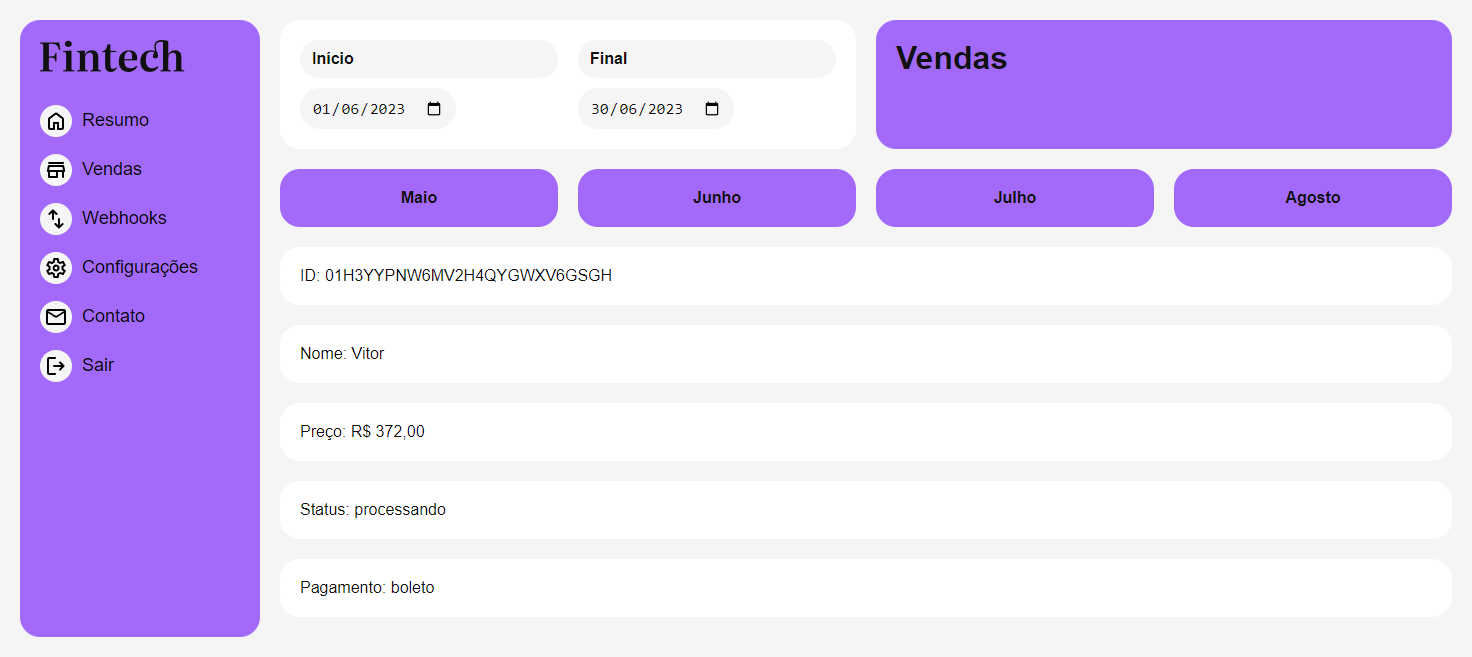 Fintech
Resumo
Vendas
Webhooks
Configurações
Contato
Sair
Início
01/06/2023
Final
30/06/2023
Vendas
Maio
Junho
Julho
Agosto
ID: 01H3YYPNW6MV2H4QYGWXV6GSGH
Nome: Vitor
Preço: R$ 372,00
Status: processando
Pagamento: boleto